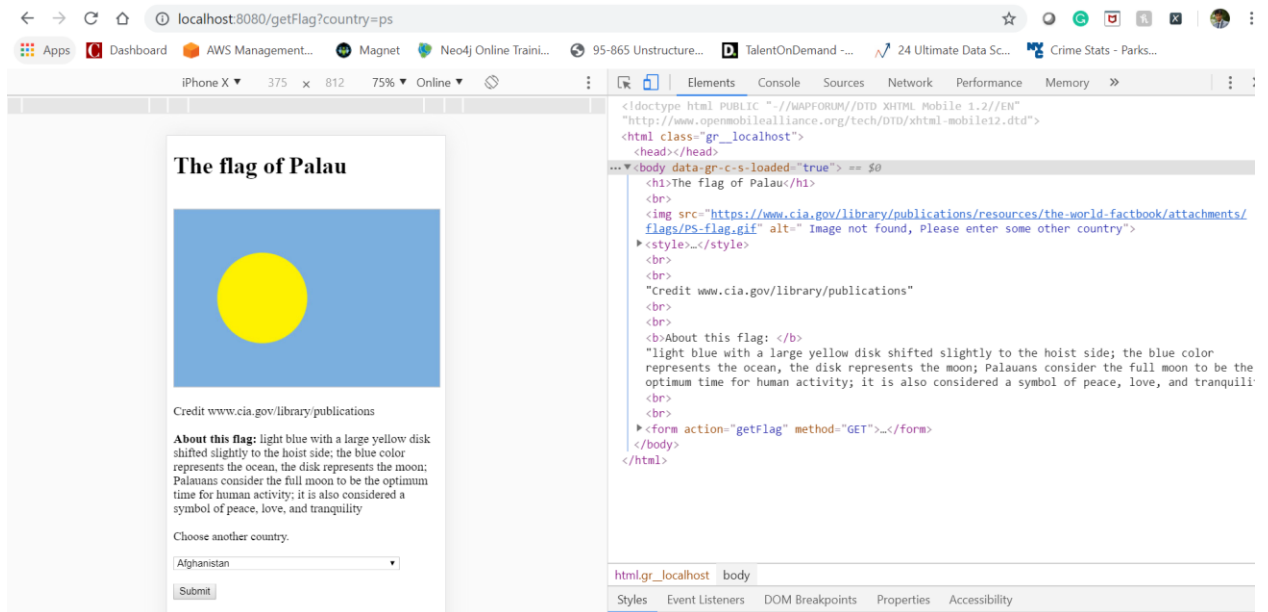 localhost:8080/getFlag?country=ps
Apps Dashboard AWS Management... Magnet Neo4j Online Traini... 95-865 Unstructure... TalentOnDemand -... 24 Ultimate Data Sc... Crime Stats - Parks...
iPhone X ▼ 375 x 812 75% ▼ Online ▼
The flag of Palau
Credit www.cia.gov/library/publications
About this flag: light blue with a large yellow disk
shifted slightly to the hoist side; the blue color
represents the ocean, the disk represents the moon;
Palauans consider the full moon to be the optimum
time for human activity; it is also considered a
symbol of peace, love, and tranquility
Choose another country.
Afghanistan
Submit
Elements Console Sources Network Performance Memory »
<!doctype html PUBLIC "-//WAPFORUM//DTD XHTML Mobile 1.2//EN"
"http://www.openmobilealliance.org/tech/DTD/xhtml-mobile12.dtd">
<html class="gr__localhost">
<head></head>
...▼<body data-gr-c-s-loaded="true"> == $0
<h1>The flag of Palau</h1>
<br>
<img src="https://www.cia.gov/library/publications/resources/the-world-factbook/attachments/
flags/PS-flag.gif" alt=" Image not found, Please enter some other country">
▶<style>…</style>
<br>
<br>
"Credit www.cia.gov/library/publications"
<br>
<br>
<b>About this flag: </b>
"light blue with a large yellow disk shifted slightly to the hoist side; the blue color
represents the ocean, the disk represents the moon; Palauans consider the full moon to be the
optimum time for human activity; it is also considered a symbol of peace, love, and tranquili
<br>
<br>
▶<form action="getFlag" method="GET">…</form>
</body>
</html>
html.gr__localhost body
Styles Event Listeners DOM Breakpoints Properties Accessibility